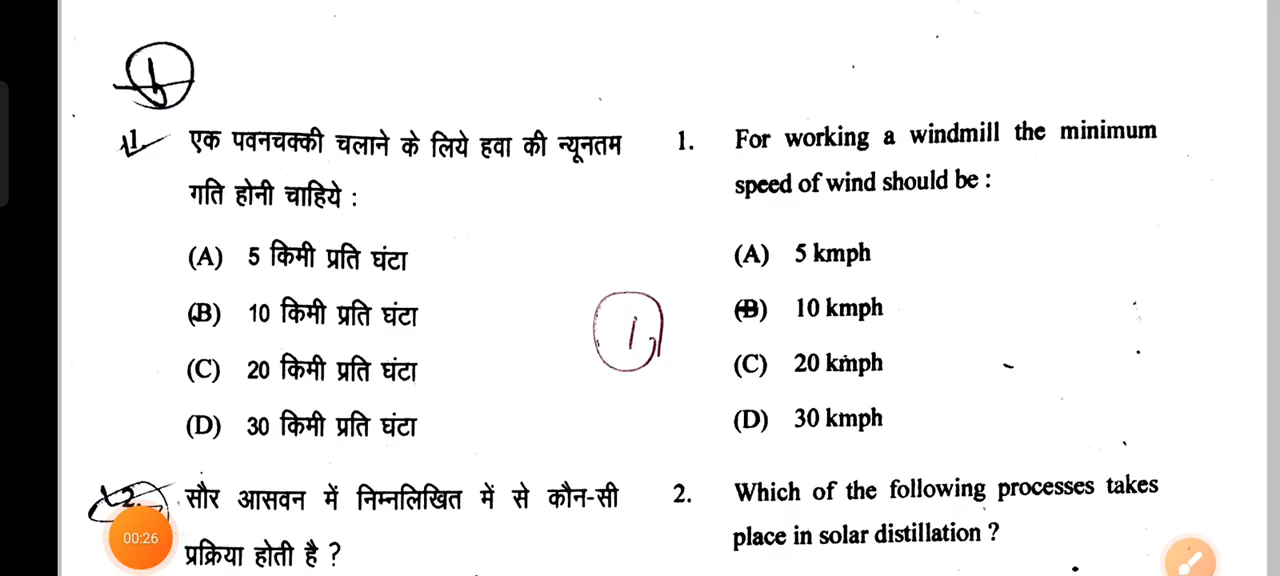 1. एक पवनचक्की चलाने के लिये हवा की न्यूनतम
गति होनी चाहिये :
(A) 5 किमी प्रति घंटा
(B) 10 किमी प्रति घंटा
(C) 20 किमी प्रति घंटा
(D) 30 किमी प्रति घंटा
2. सौर आसवन में निम्नलिखित में से कौन-सी
प्रक्रिया होती है ?
1
1. For working a windmill the minimum
speed of wind should be :
(A) 5 kmph
(B) 10 kmph
(C) 20 kmph
(D) 30 kmph
2. Which of the following processes takes
place in solar distillation ?
00:26